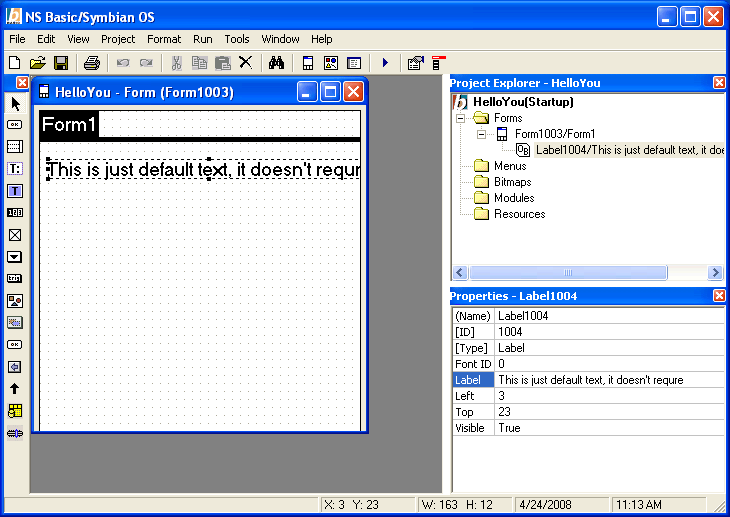 NS Basic/Symbian OS
File Edit View Project Format Run Tools Window Help
HelloYou - Form (Form1003)
Form1
This is just default text, it doesn't requr
Project Explorer - HelloYou
HelloYou(Startup)
Forms
Form1003/Form1
Label1004/This is just default text, it doe
Menus
Bitmaps
Modules
Resources
Properties - Label1004
(Name) Label1004
[ID] 1004
[Type] Label
Font ID 0
Label This is just default text, it doesn't requre
Left 3
Top 23
Visible True
X: 3 Y: 23 W: 163 H: 12 4/24/2008 11:13 AM